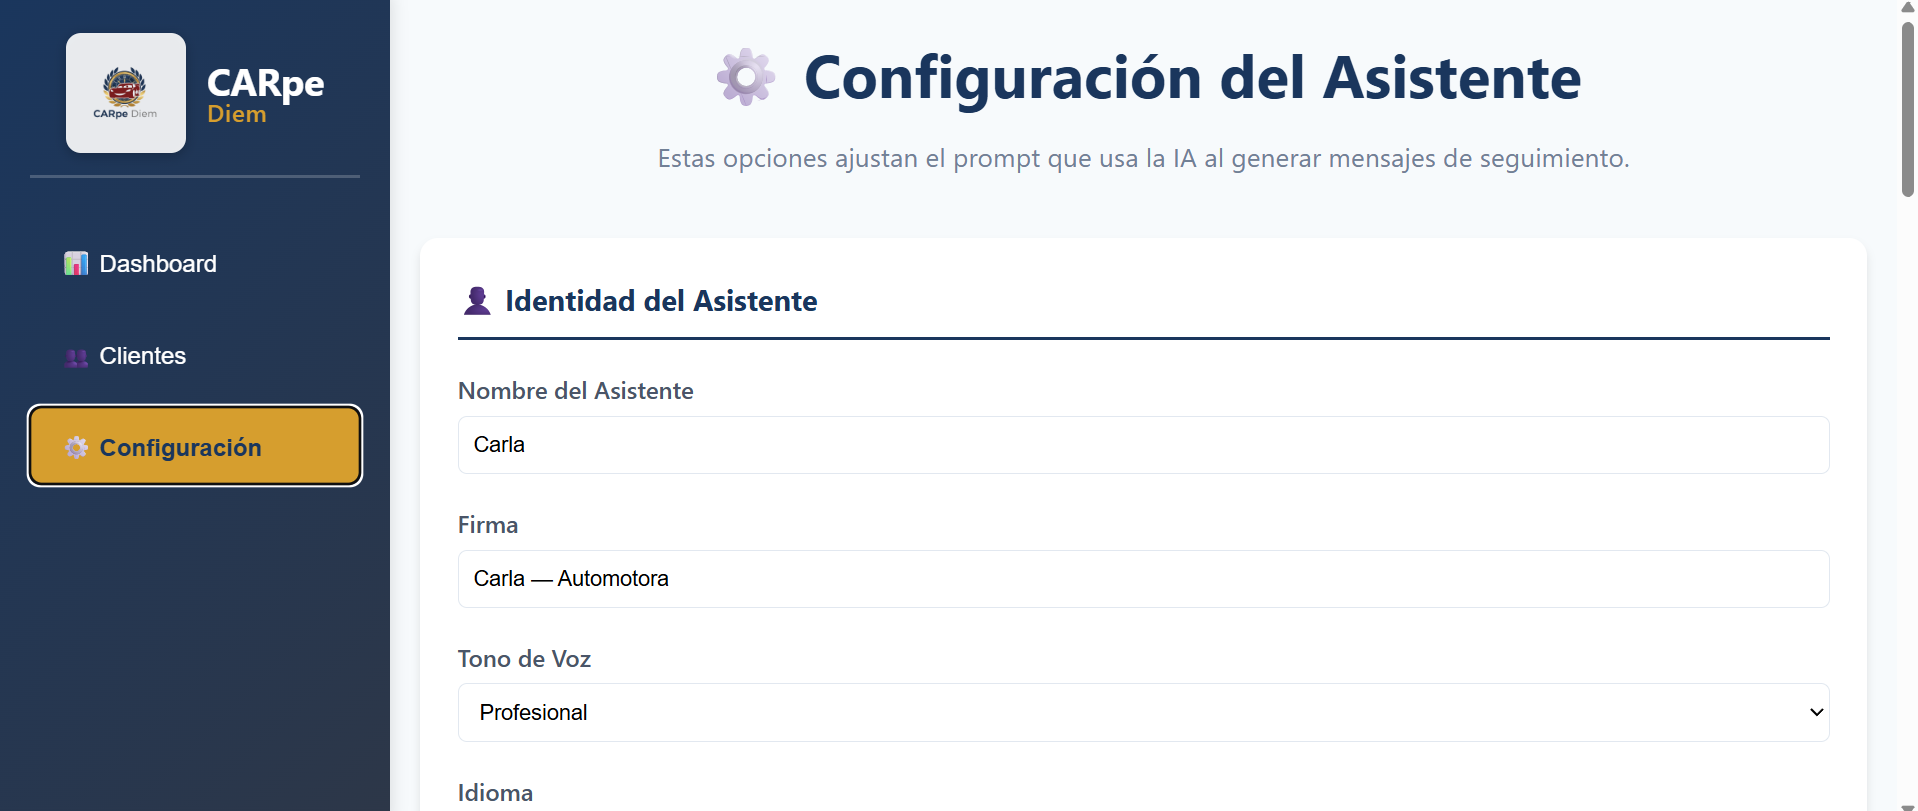 CARpe Diem
CARpe
Diem
Dashboard
Clientes
Configuración
Configuración del Asistente
Estas opciones ajustan el prompt que usa la IA al generar mensajes de seguimiento.
Identidad del Asistente
Nombre del Asistente
Carla
Firma
Carla — Automotora
Tono de Voz
Profesional
Idioma